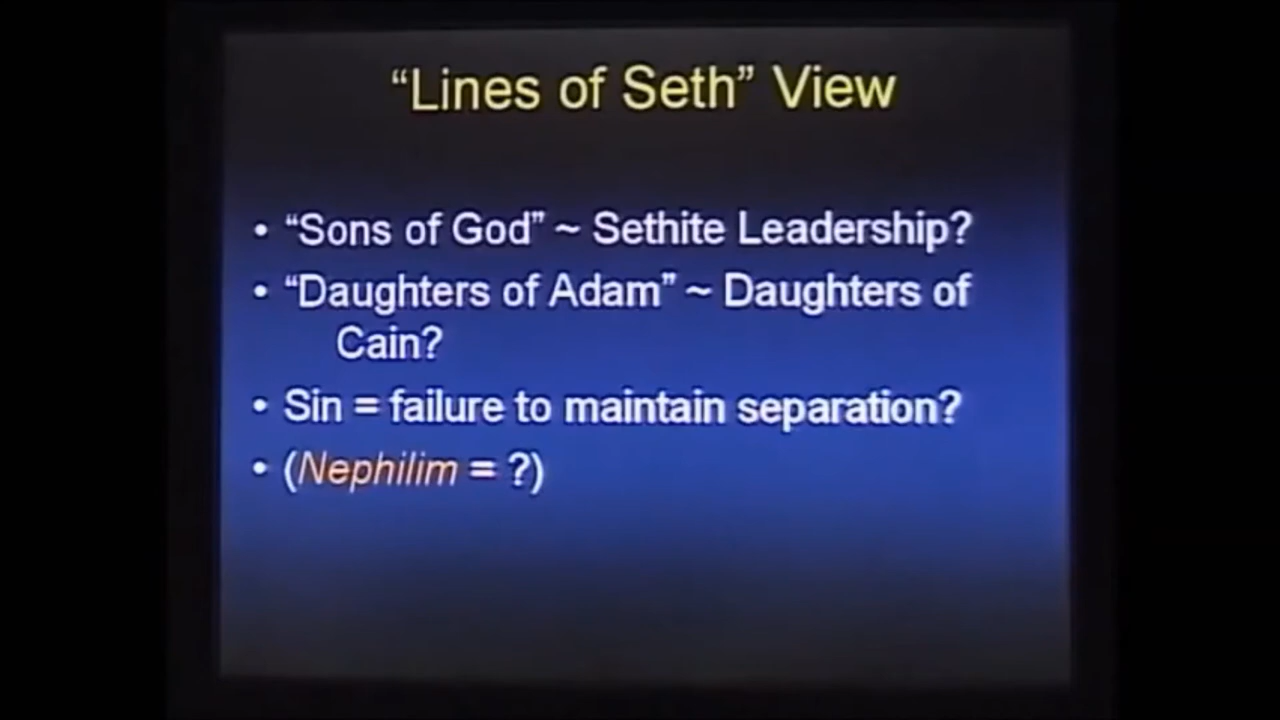 “Lines of Seth” View
• “Sons of God” ~ Sethite Leadership?
• “Daughters of Adam” ~ Daughters of
Cain?
• Sin = failure to maintain separation?
• (Nephilim = ?)